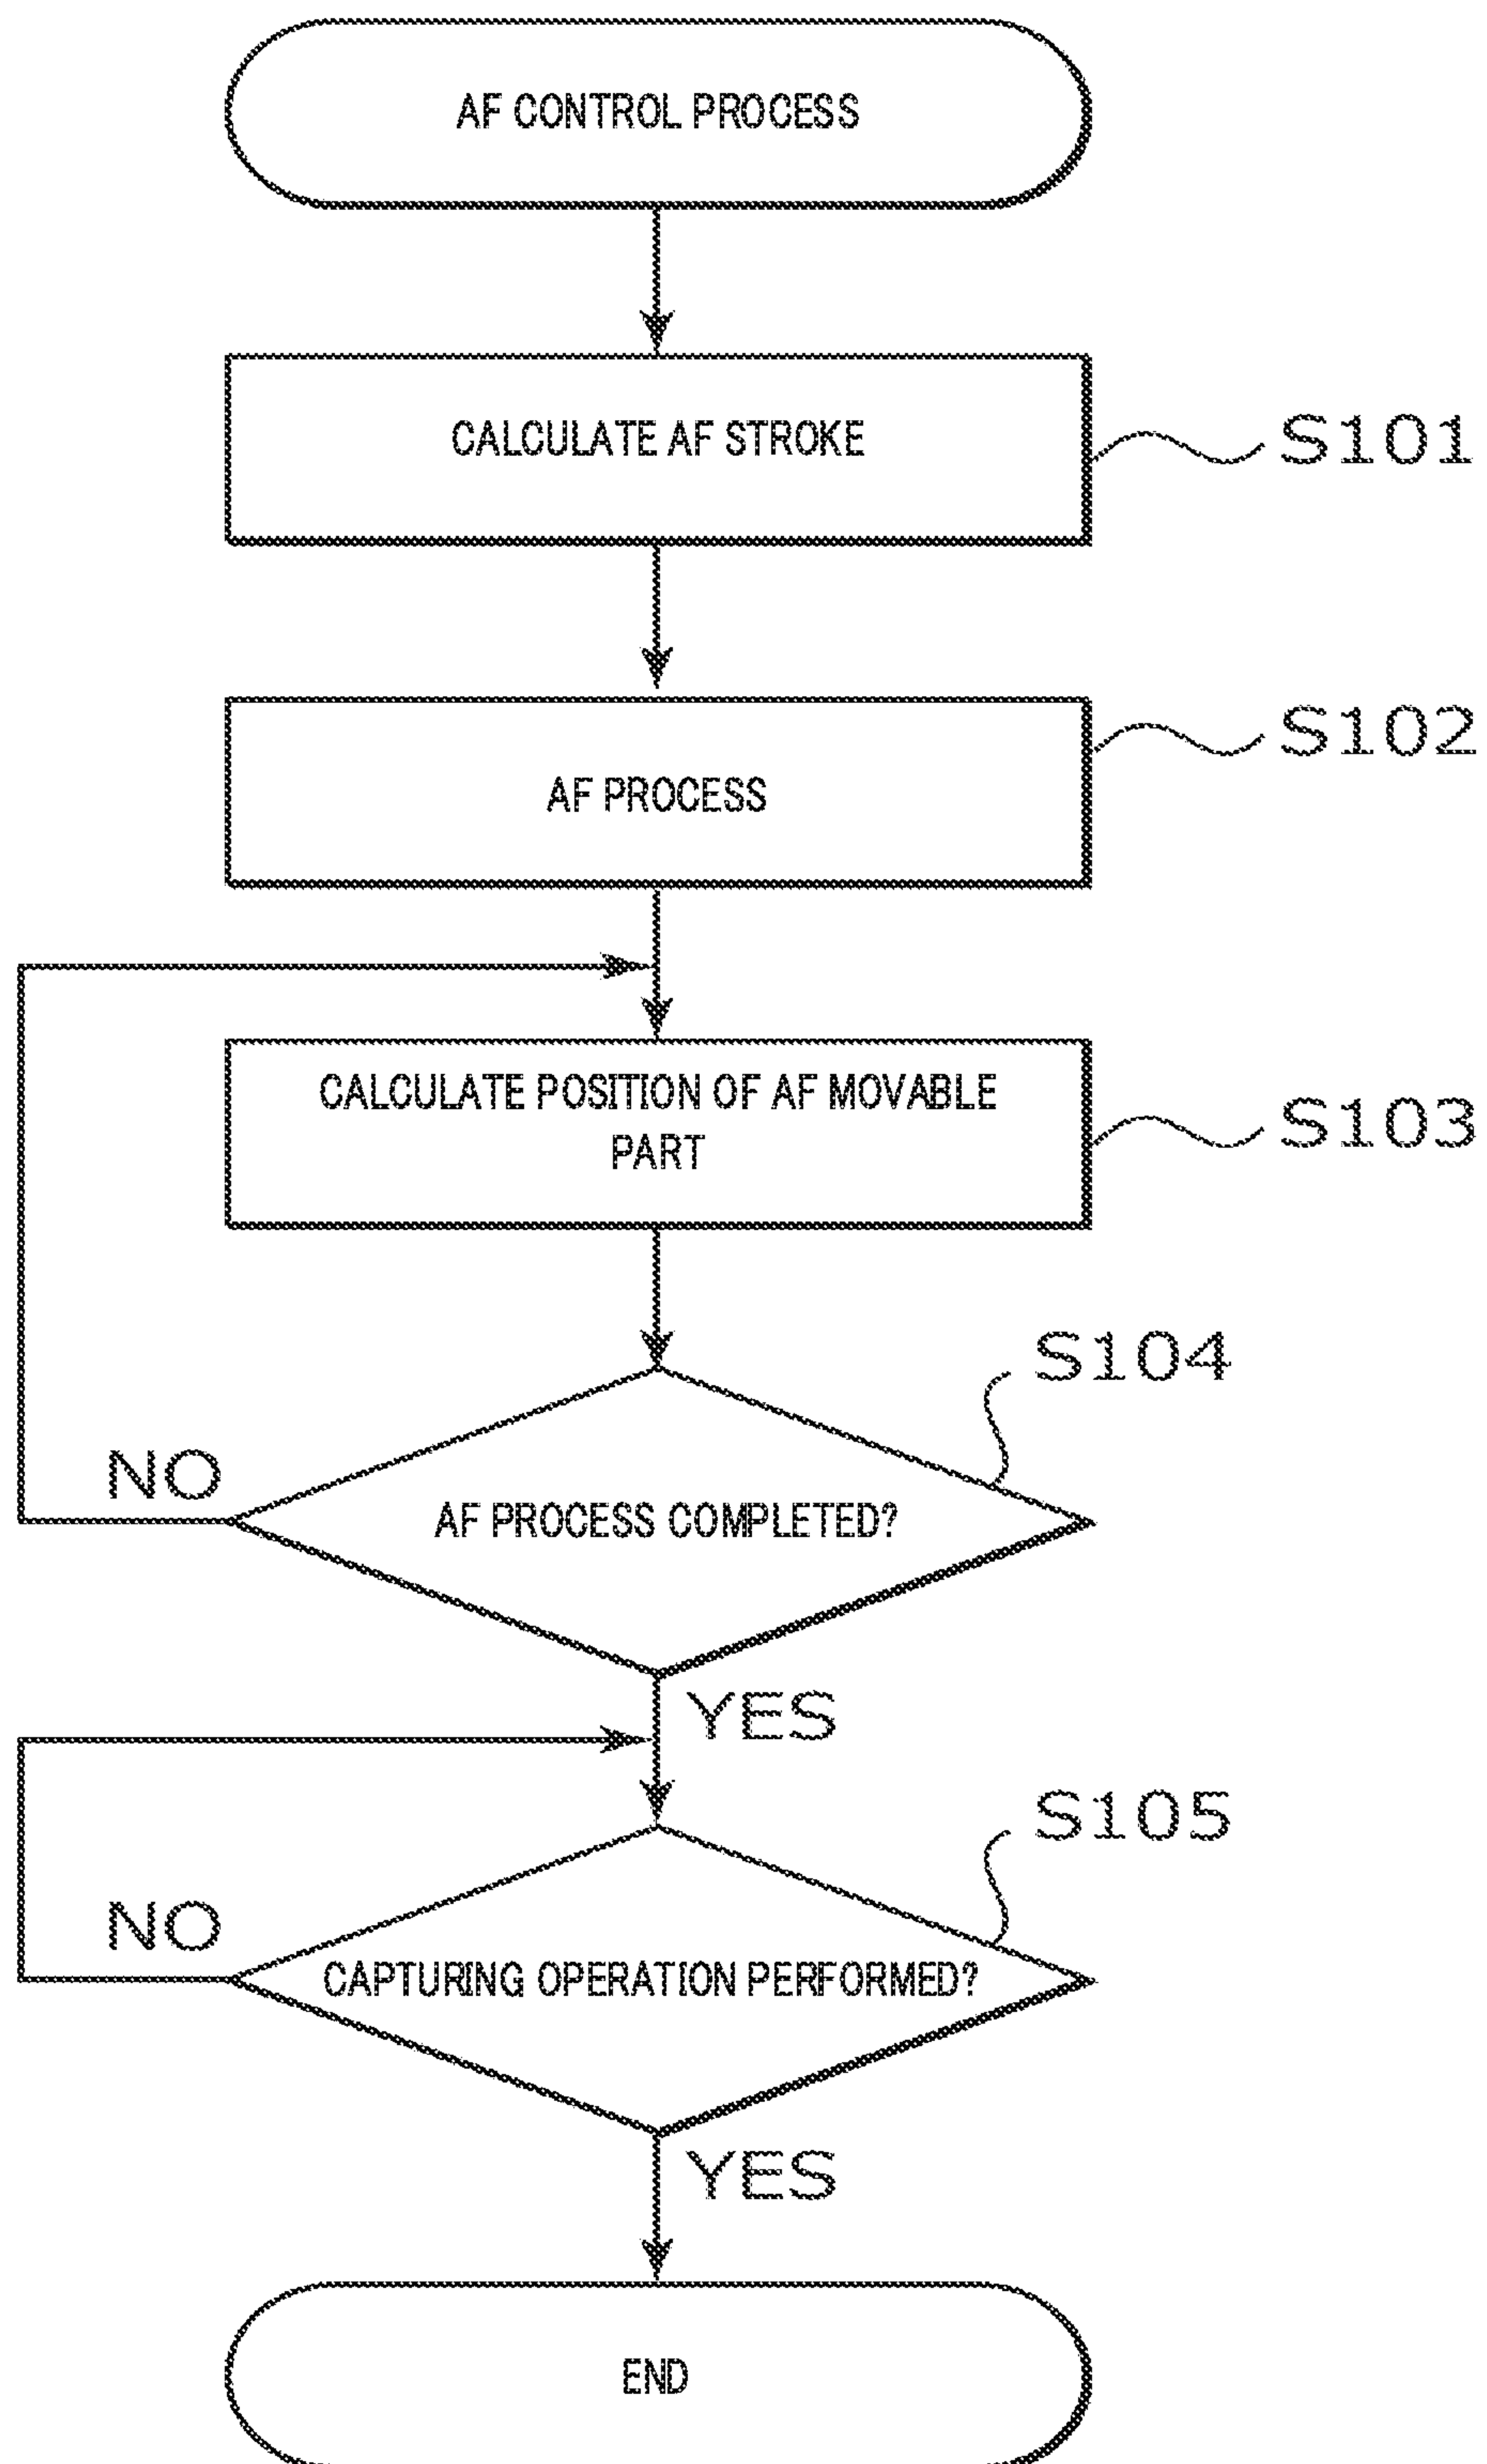 AF CONTROL PROCESS
CALCULATE AF STROKE
S101
AF PROCESS
S102
CALCULATE POSITION OF AF MOVABLE
PART
S103
S104
AF PROCESS COMPLETED?
NO
YES
S105
CAPTURING OPERATION PERFORMED?
NO
YES
END